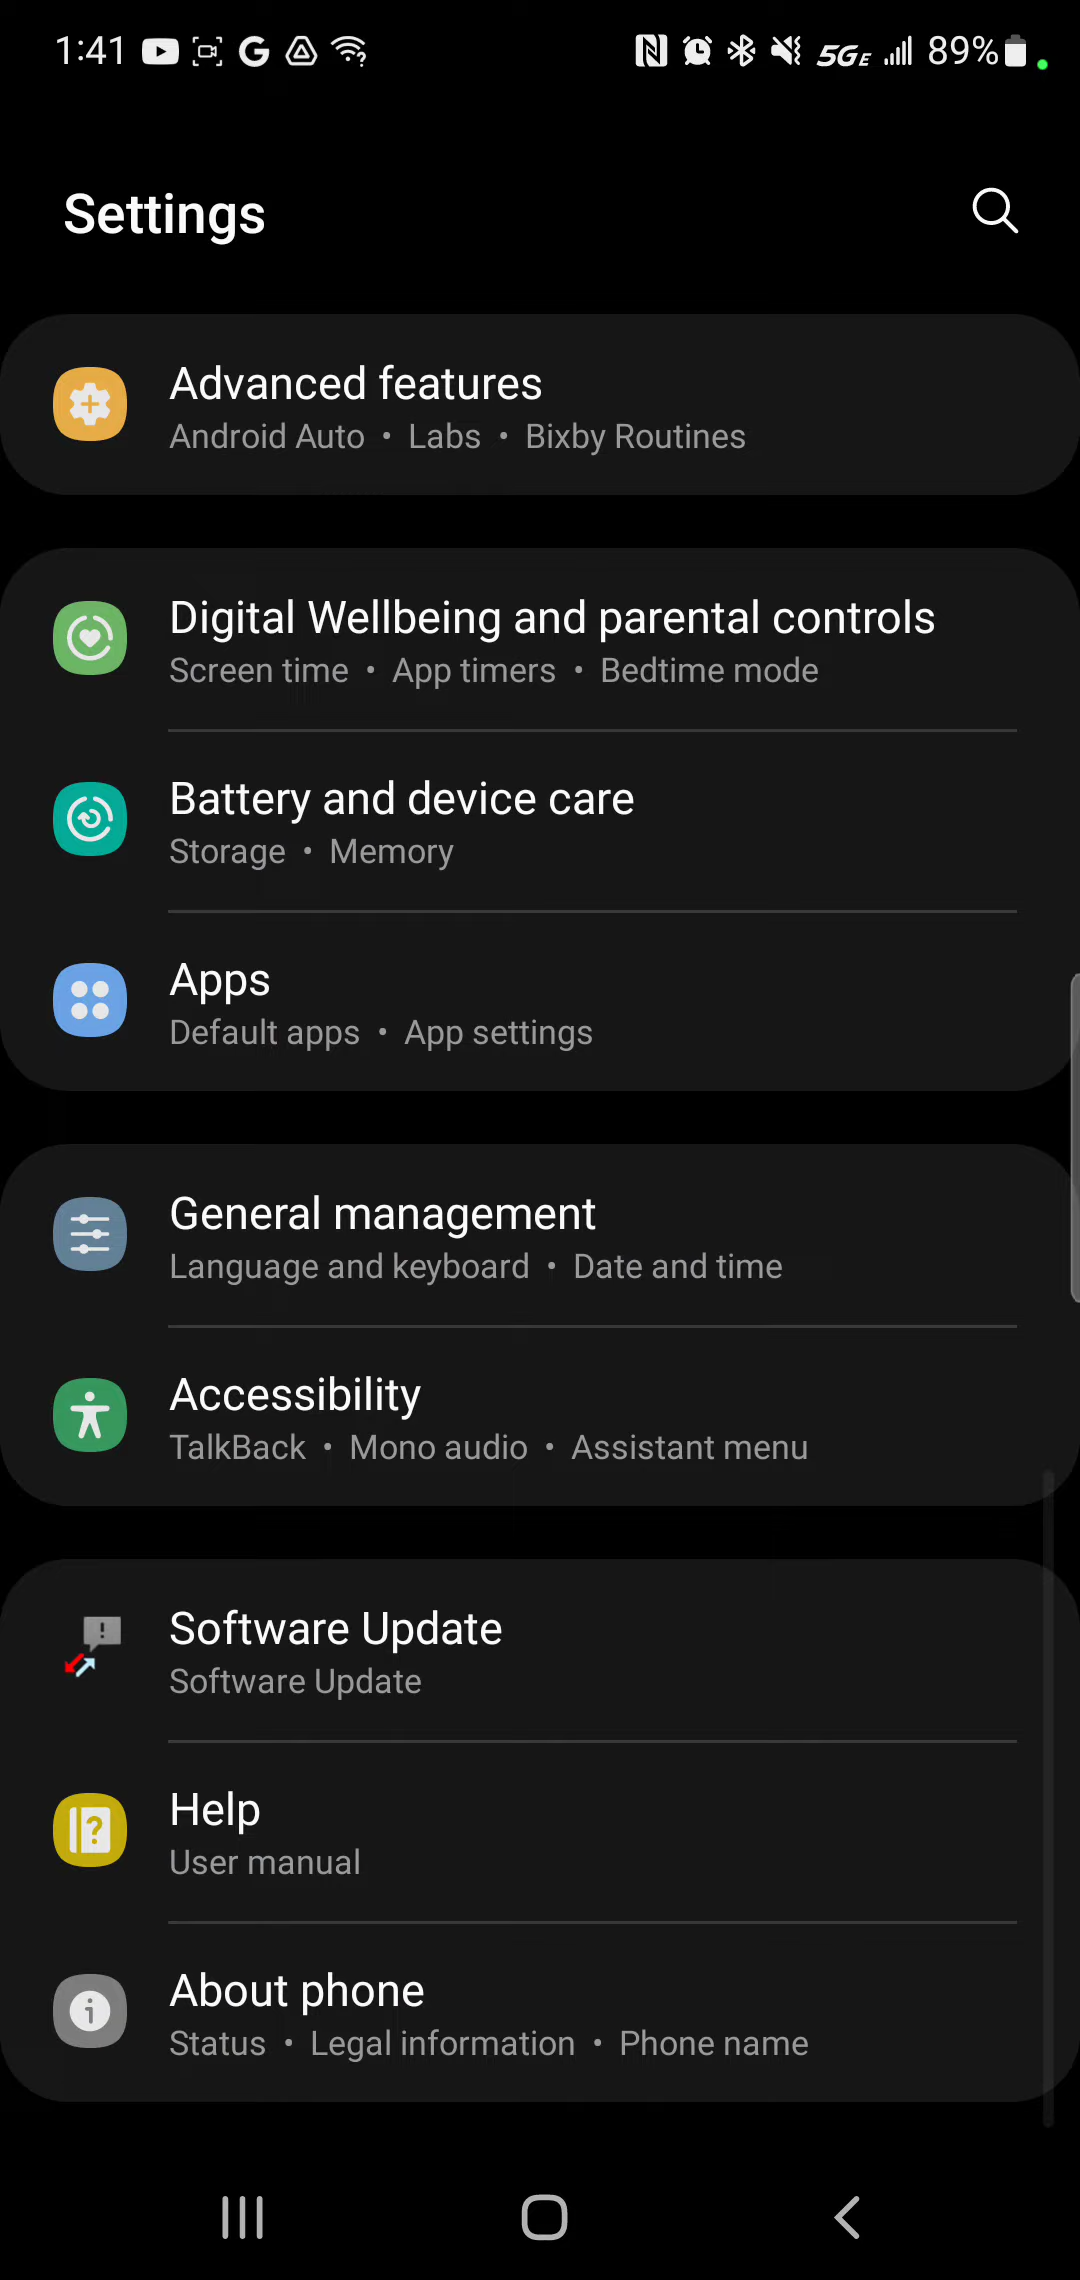 1:41 5GE 89%
Settings
Advanced features
Android Auto • Labs • Bixby Routines
Digital Wellbeing and parental controls
Screen time • App timers • Bedtime mode
Battery and device care
Storage • Memory
Apps
Default apps • App settings
General management
Language and keyboard • Date and time
Accessibility
TalkBack • Mono audio • Assistant menu
Software Update
Software Update
Help
User manual
About phone
Status • Legal information • Phone name